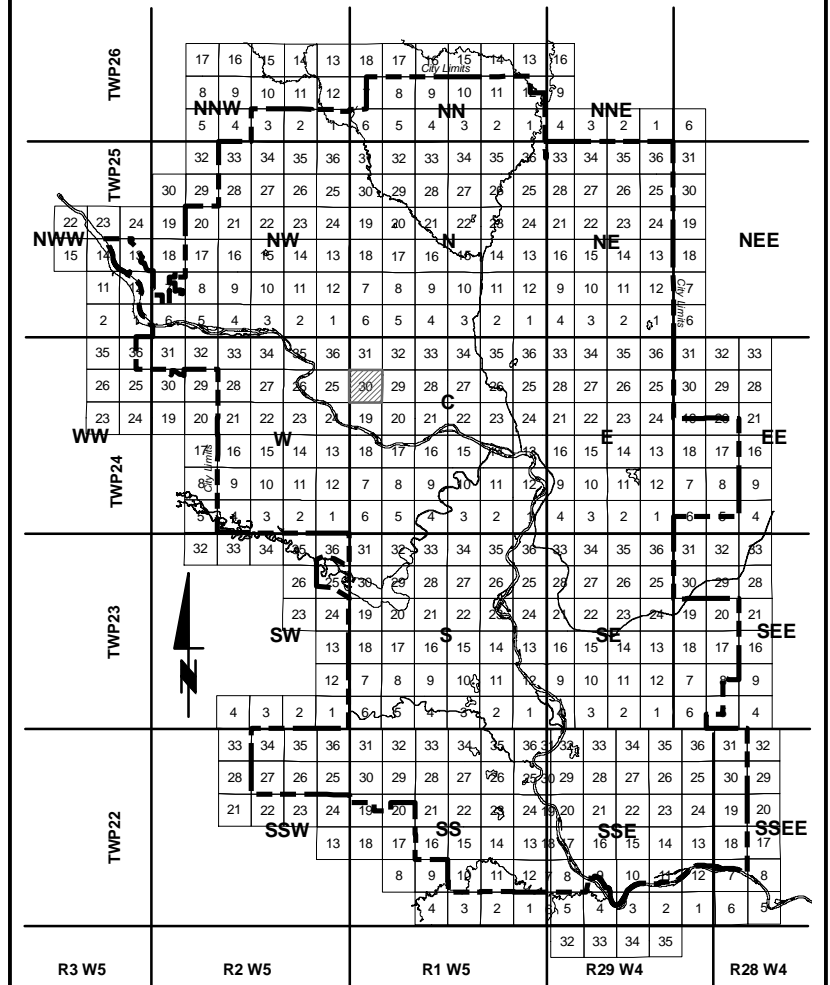 TWP26
17 16 15 14 13 18 17 16 15 14 13 16
City Limits
8 9 10 11 12 8 9 10 11 12 9
NNW NN NNE
5 4 3 2 1 6 5 4 3 2 1 4 3 2 1 6
TWP25
32 33 34 35 36 31 32 33 34 35 36 33 34 35 36 31
30 29 28 27 26 25 30 29 28 27 26 25 28 27 26 25 30
22 23 24 19 20 21 22 23 24 19 20 21 22 23 24 21 22 23 24 19
NWW NW N NE NEE
15 14 13 18 17 16 15 14 13 18 17 16 15 14 13 16 15 14 13 18
11 8 9 10 11 12 7 8 9 10 11 12 9 10 11 12 7
City Limits
2 6 5 4 3 2 1 6 5 4 3 2 1 4 3 2 1 6
35 36 31 32 33 34 35 36 31 32 33 34 35 36 33 34 35 36 31 32 33
26 25 30 29 28 27 26 25 30 29 28 27 26 25 28 27 26 25 30 29 28
C
23 24 19 20 21 22 23 24 19 20 21 22 23 24 21 22 23 24 19 20 21
WW W E EE
TWP24
17 16 15 14 13 18 17 16 15 14 13 16 15 14 13 18 17 16
City Limits
8 9 10 11 12 7 8 9 10 11 12 9 10 11 12 7 8 9
5 4 3 2 1 6 5 4 3 2 1 4 3 2 1 6 5 4
32 33 34 35 36 31 32 33 34 35 36 33 34 35 36 31 32 33
26 25 30 29 28 27 26 25 28 27 26 25 30 29 28
TWP23
23 24 19 20 21 22 23 24 21 22 23 24 19 20 21
SW S SE SEE
13 18 17 16 15 14 13 16 15 14 13 18 17 16
N
12 7 8 9 10 11 12 9 10 11 12 7 8 9
4 3 2 1 6 5 4 3 2 1 4 3 2 1 6 4
33 34 35 36 31 32 33 34 35 36 31 32 33 34 35 36 31 32
28 27 26 25 30 29 28 27 26 25 30 29 28 27 26 25 30 29
TWP22
21 22 23 24 19 20 21 22 23 24 19 20 21 22 23 24 19 20
SSW SS SSE SSEE
13 18 17 16 15 14 13 18 17 16 15 14 13 18 17
8 9 10 11 12 7 8 9 10 11 12 7 8
4 3 2 1 6 5 4 3 2 1 6 5
32 33 34 35
R3 W5 R2 W5 R1 W5 R29 W4 R28 W4